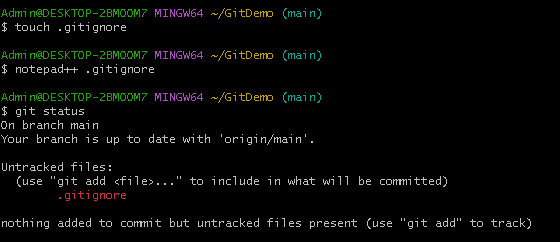 Admin@DESKTOP-2BMOOM7 MINGW64 ~/GitDemo (main)
$ touch .gitignore
Admin@DESKTOP-2BMOOM7 MINGW64 ~/GitDemo (main)
$ notepad++ .gitignore
Admin@DESKTOP-2BMOOM7 MINGW64 ~/GitDemo (main)
$ git status
On branch main
Your branch is up to date with 'origin/main'.
Untracked files:
(use "git add <file>..." to include in what will be committed)
.gitignore
nothing added to commit but untracked files present (use "git add" to track)